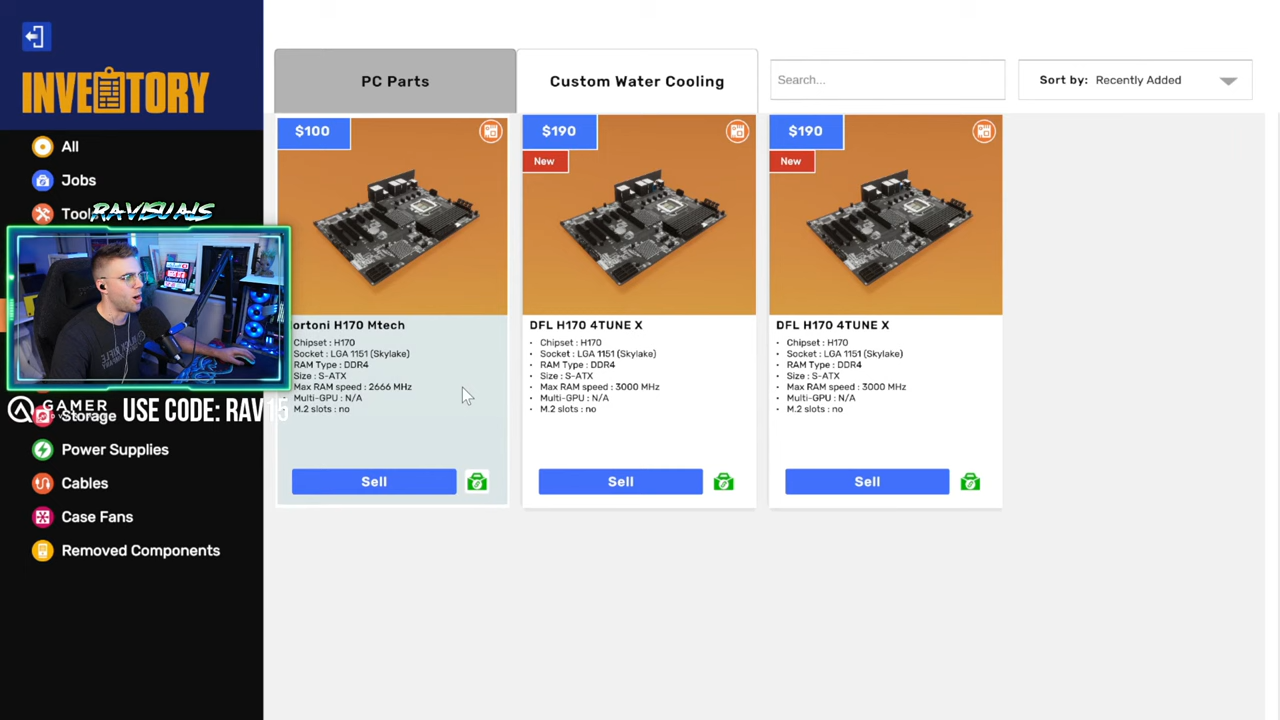 INVENTORY
All
Jobs
RAVISUALS
GAMER
USE CODE: RAV15
Storage
Power Supplies
Cables
Case Fans
Removed Components
PC Parts
Custom Water Cooling
Search...
Sort by: Recently Added
$100
ortoni H170 Mtech
Chipset : H170
Socket : LGA 1151 (Skylake)
RAM Type : DDR4
Size : S-ATX
Max RAM speed : 2666 MHz
Multi-GPU : N/A
M.2 slots : no
Sell
$190
New
DFL H170 4TUNE X
Chipset : H170
Socket : LGA 1151 (Skylake)
RAM Type : DDR4
Size : S-ATX
Max RAM speed : 3000 MHz
Multi-GPU : N/A
M.2 slots : no
Sell
$190
New
DFL H170 4TUNE X
Chipset : H170
Socket : LGA 1151 (Skylake)
RAM Type : DDR4
Size : S-ATX
Max RAM speed : 3000 MHz
Multi-GPU : N/A
M.2 slots : no
Sell